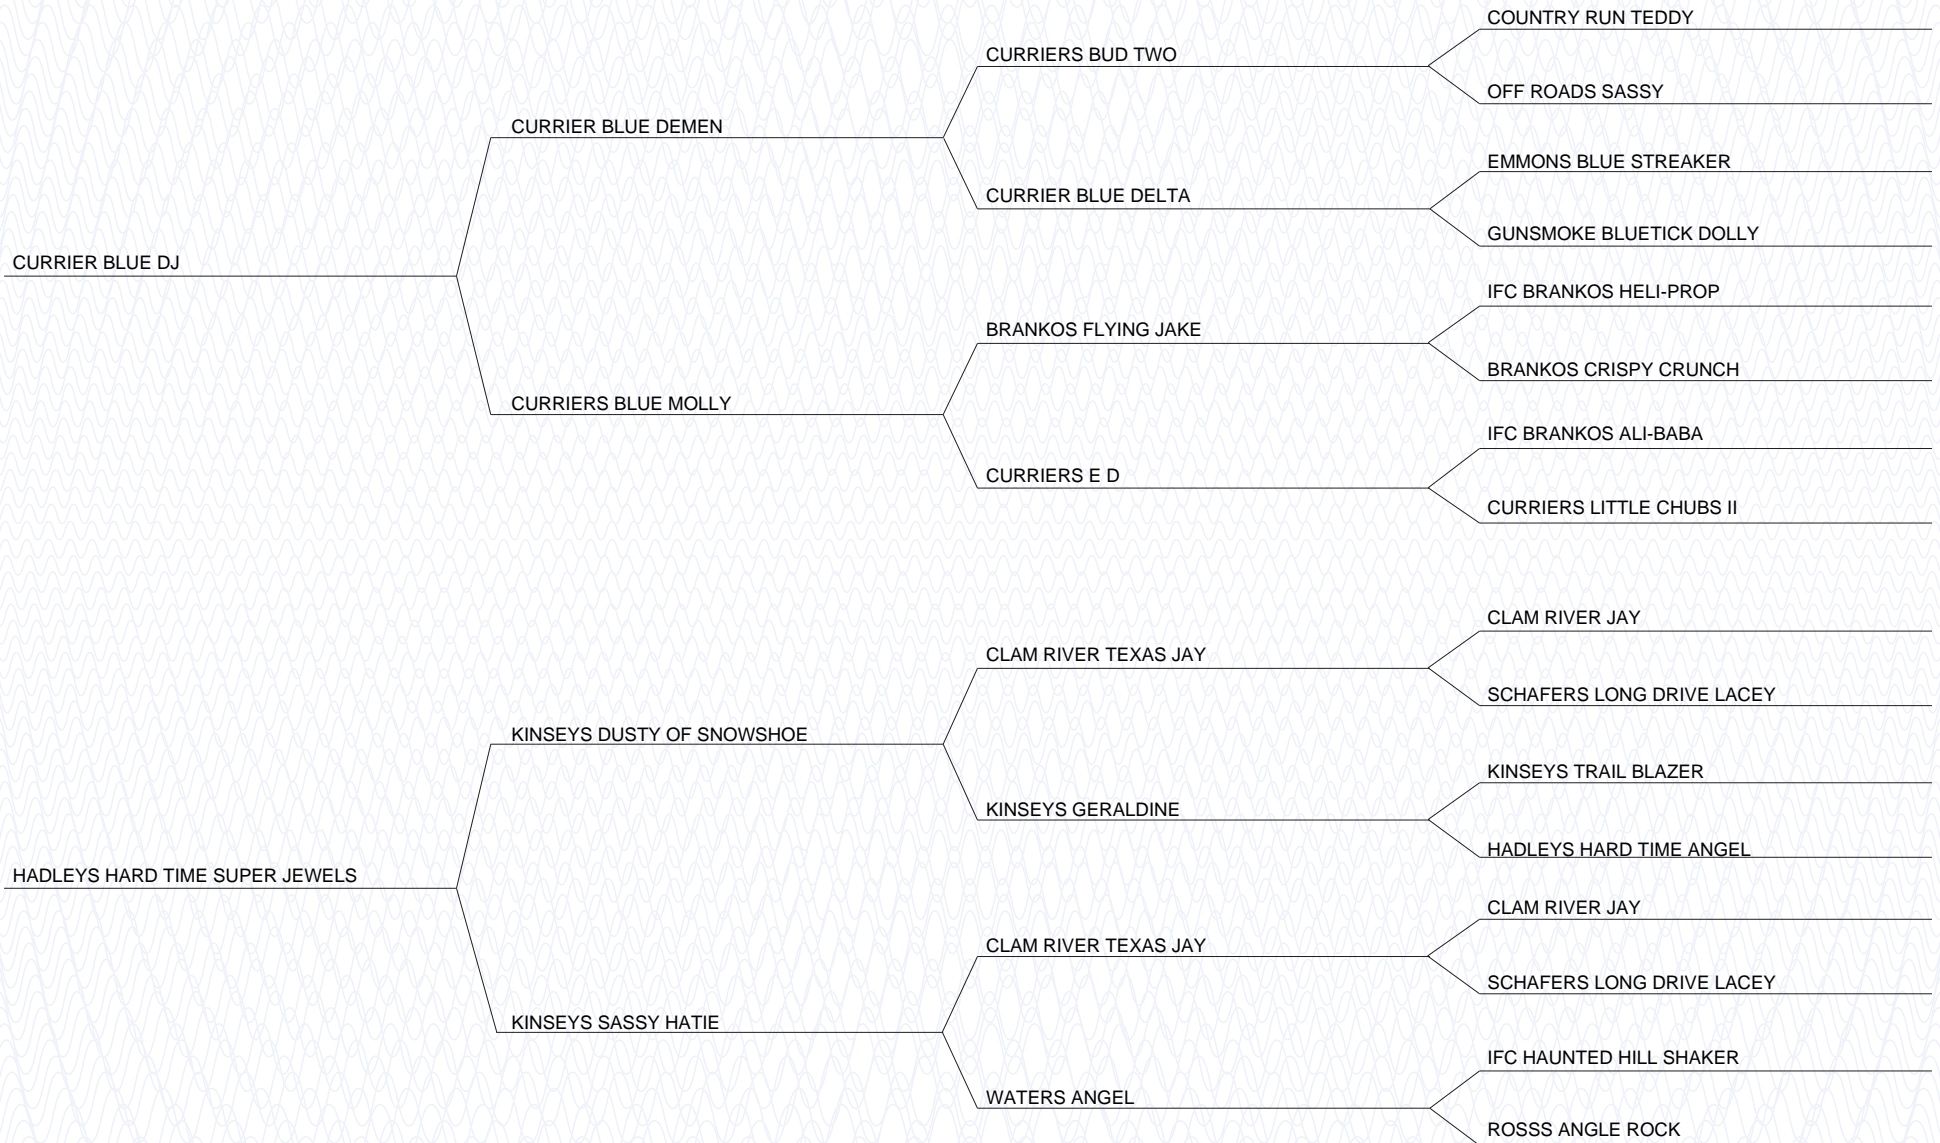 COUNTRY RUN TEDDY
CURRIERS BUD TWO
OFF ROADS SASSY
CURRIER BLUE DEMEN
EMMONS BLUE STREAKER
CURRIER BLUE DELTA
GUNSMOKE BLUETICK DOLLY
CURRIER BLUE DJ
IFC BRANKOS HELI-PROP
BRANKOS FLYING JAKE
BRANKOS CRISPY CRUNCH
CURRIERS BLUE MOLLY
IFC BRANKOS ALI-BABA
CURRIERS E D
CURRIERS LITTLE CHUBS II
CLAM RIVER JAY
CLAM RIVER TEXAS JAY
SCHAFERS LONG DRIVE LACEY
KINSEYS DUSTY OF SNOWSHOE
KINSEYS TRAIL BLAZER
KINSEYS GERALDINE
HADLEYS HARD TIME ANGEL
HADLEYS HARD TIME SUPER JEWELS
CLAM RIVER JAY
CLAM RIVER TEXAS JAY
SCHAFERS LONG DRIVE LACEY
KINSEYS SASSY HATIE
IFC HAUNTED HILL SHAKER
WATERS ANGEL
ROSSS ANGLE ROCK